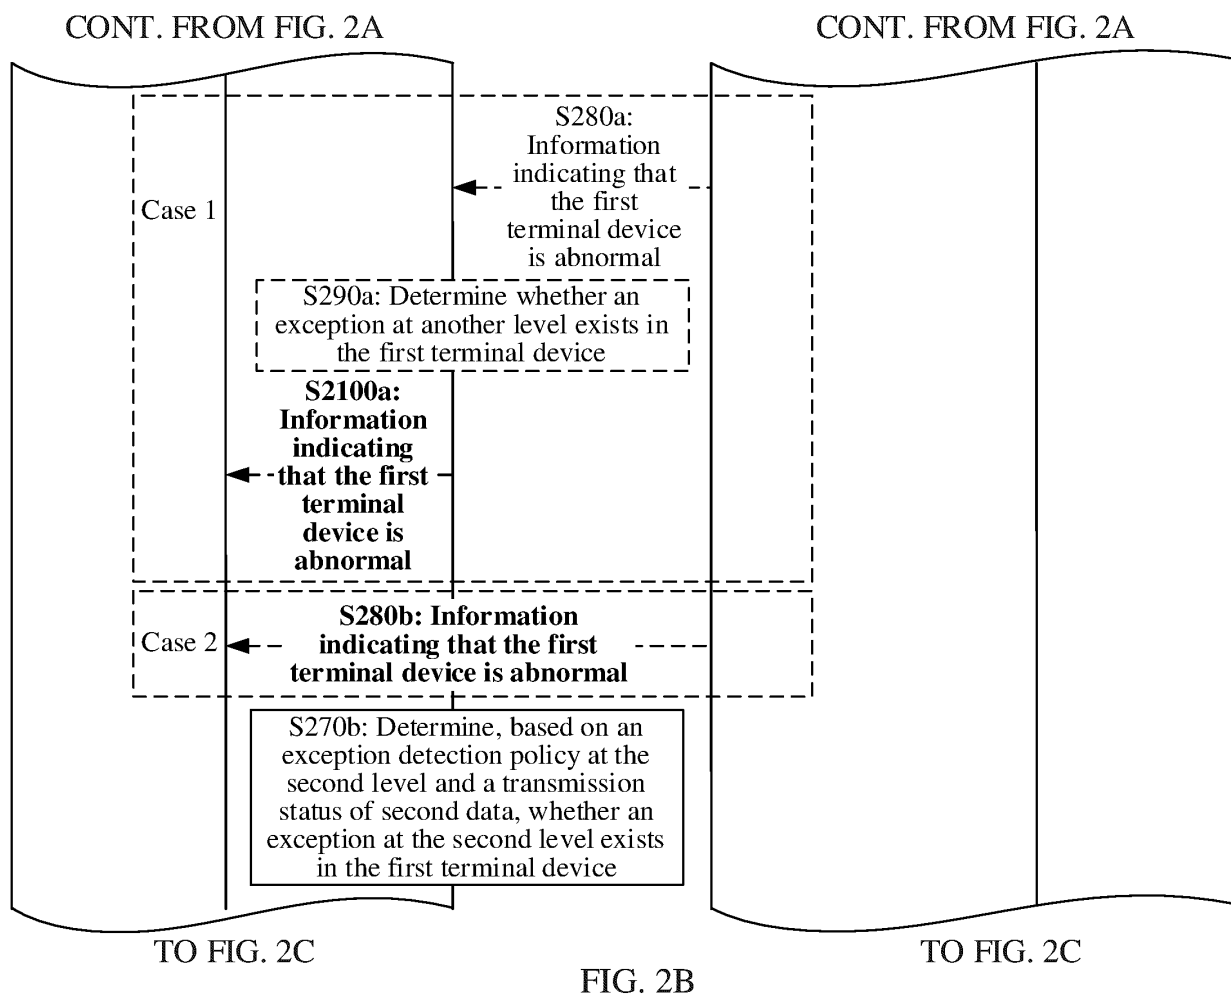 CONT. FROM FIG. 2A
CONT. FROM FIG. 2A
S280a:
Information
indicating that
the first
terminal device
is abnormal
Case 1
S290a: Determine whether an
exception at another level exists in
the first terminal device
S2100a:
Information
indicating
that the first
terminal
device is
abnormal
S280b: Information
indicating that the first
terminal device is abnormal
Case 2
S270b: Determine, based on an
exception detection policy at the
second level and a transmission
status of second data, whether an
exception at the second level exists
in the first terminal device
TO FIG. 2C
TO FIG. 2C
FIG. 2B